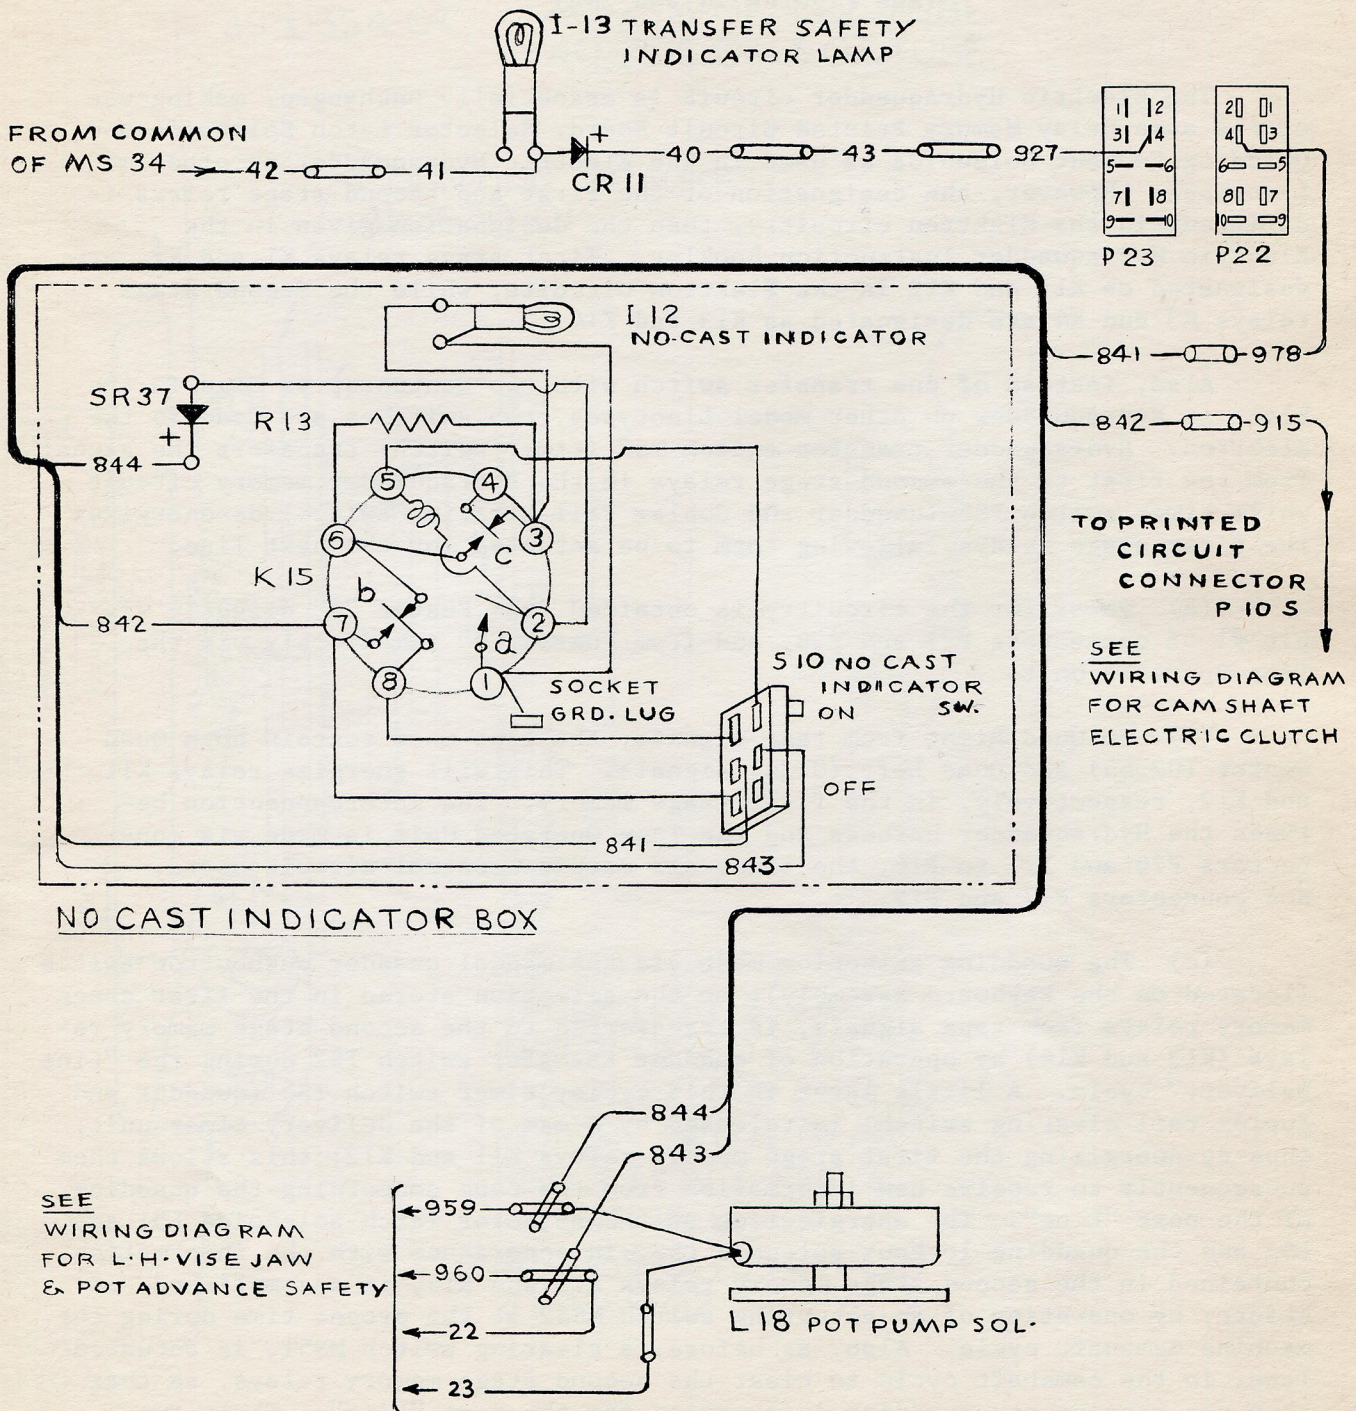 I-13 TRANSFER SAFETY
INDICATOR LAMP
FROM COMMON
OF MS 34
42
41
+
CR 11
40
43
927
1 2
3 4
5 6
7 8
9 10
P 23
2 1
4 3
6 5
8 7
10 9
P22
I 12
NO-CAST INDICATOR
841
978
SR37
+
R 13
842
915
844
5
4
6
3
c
TO PRINTED
CIRCUIT
CONNECTOR
P 10 S
K 15
b
842
7
2
a
8
1
SOCKET
GRD. LUG
S 10 NO CAST
INDICATOR
SW.
ON
OFF
SEE
WIRING DIAGRAM
FOR CAM SHAFT
ELECTRIC CLUTCH
841
843
NO CAST INDICATOR BOX
844
843
SEE
WIRING DIAGRAM
FOR L·H·VISE JAW
& POT ADVANCE SAFETY
959
960
22
23
L 18 POT PUMP SOL.